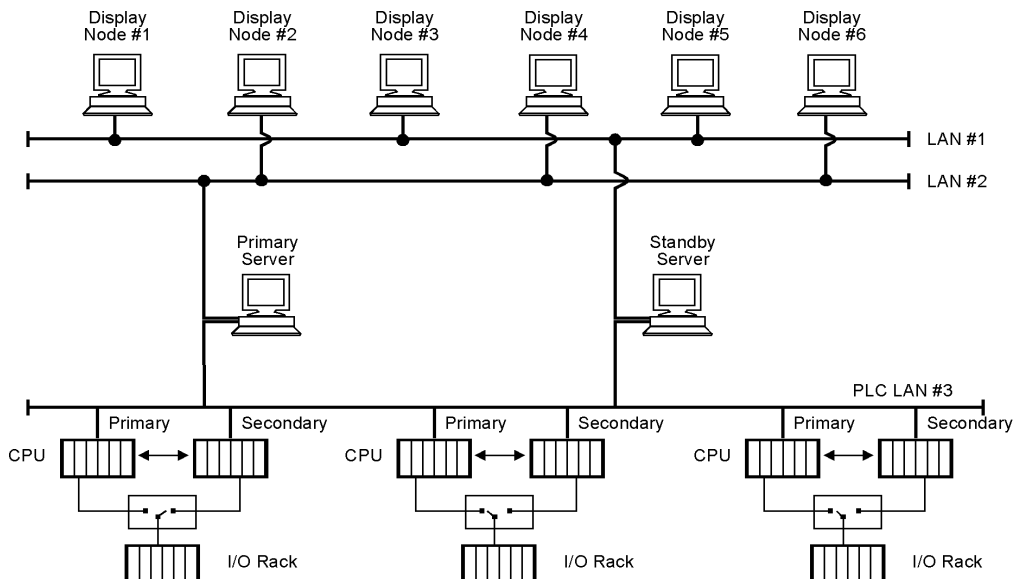 Display
Node #1
Display
Node #2
Display
Node #3
Display
Node #4
Display
Node #5
Display
Node #6
LAN #1
LAN #2
Primary
Server
Standby
Server
PLC LAN #3
Primary
Secondary
Primary
Secondary
Primary
Secondary
CPU
CPU
CPU
I/O Rack
I/O Rack
I/O Rack